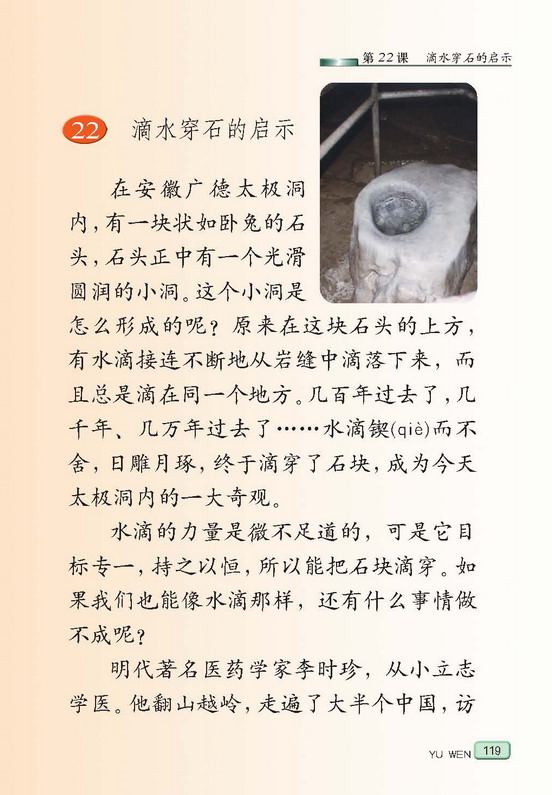 第22课 滴水穿石的启示
22 滴水穿石的启示
在安徽广德太极洞
内，有一块状如卧兔的石
头，石头正中有一个光滑
圆润的小洞。这个小洞是
怎么形成的呢？原来在这块石头的上方，
有水滴接连不断地从岩缝中滴落下来，而
且总是滴在同一个地方。几百年过去了，几
千年、几万年过去了……水滴锲(qiè)而不
舍，日雕月琢，终于滴穿了石块，成为今天
太极洞内的一大奇观。
水滴的力量是微不足道的，可是它目
标专一，持之以恒，所以能把石块滴穿。如
果我们也能像水滴那样，还有什么事情做
不成呢？
明代著名医药学家李时珍，从小立志
学医。他翻山越岭，走遍了大半个中国，访
YU WEN 119